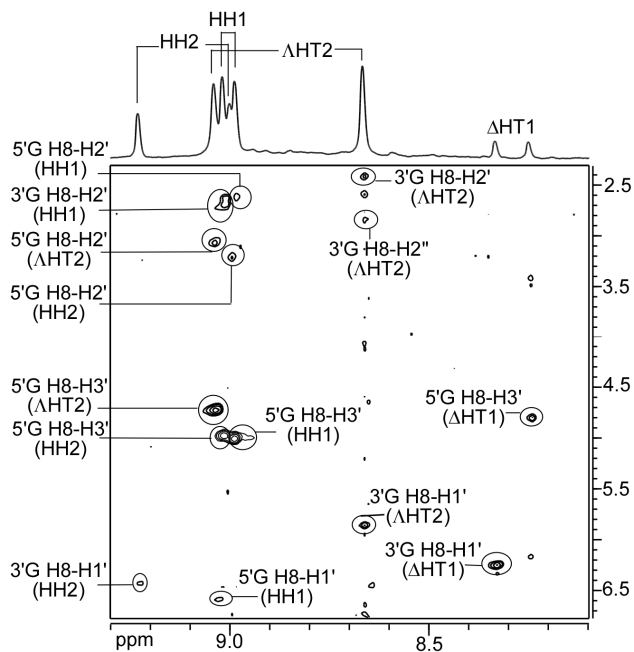 HH1
HH2
ΛHT2
ΔHT1
5'G H8-H2'
(HH1)
3'G H8-H2'
(HH1)
5'G H8-H2'
(ΛHT2)
5'G H8-H2'
(HH2)
3'G H8-H2'
(ΛHT2)
3'G H8-H2"
(ΛHT2)
5'G H8-H3'
(ΛHT2)
5'G H8-H3'
(HH2)
5'G H8-H3'
(HH1)
5'G H8-H3'
(ΔHT1)
3'G H8-H1'
(ΛHT2)
3'G H8-H1'
(ΔHT1)
3'G H8-H1'
(HH2)
5'G H8-H1'
(HH1)
2.5
3.5
4.5
5.5
6.5
ppm
9.0
8.5